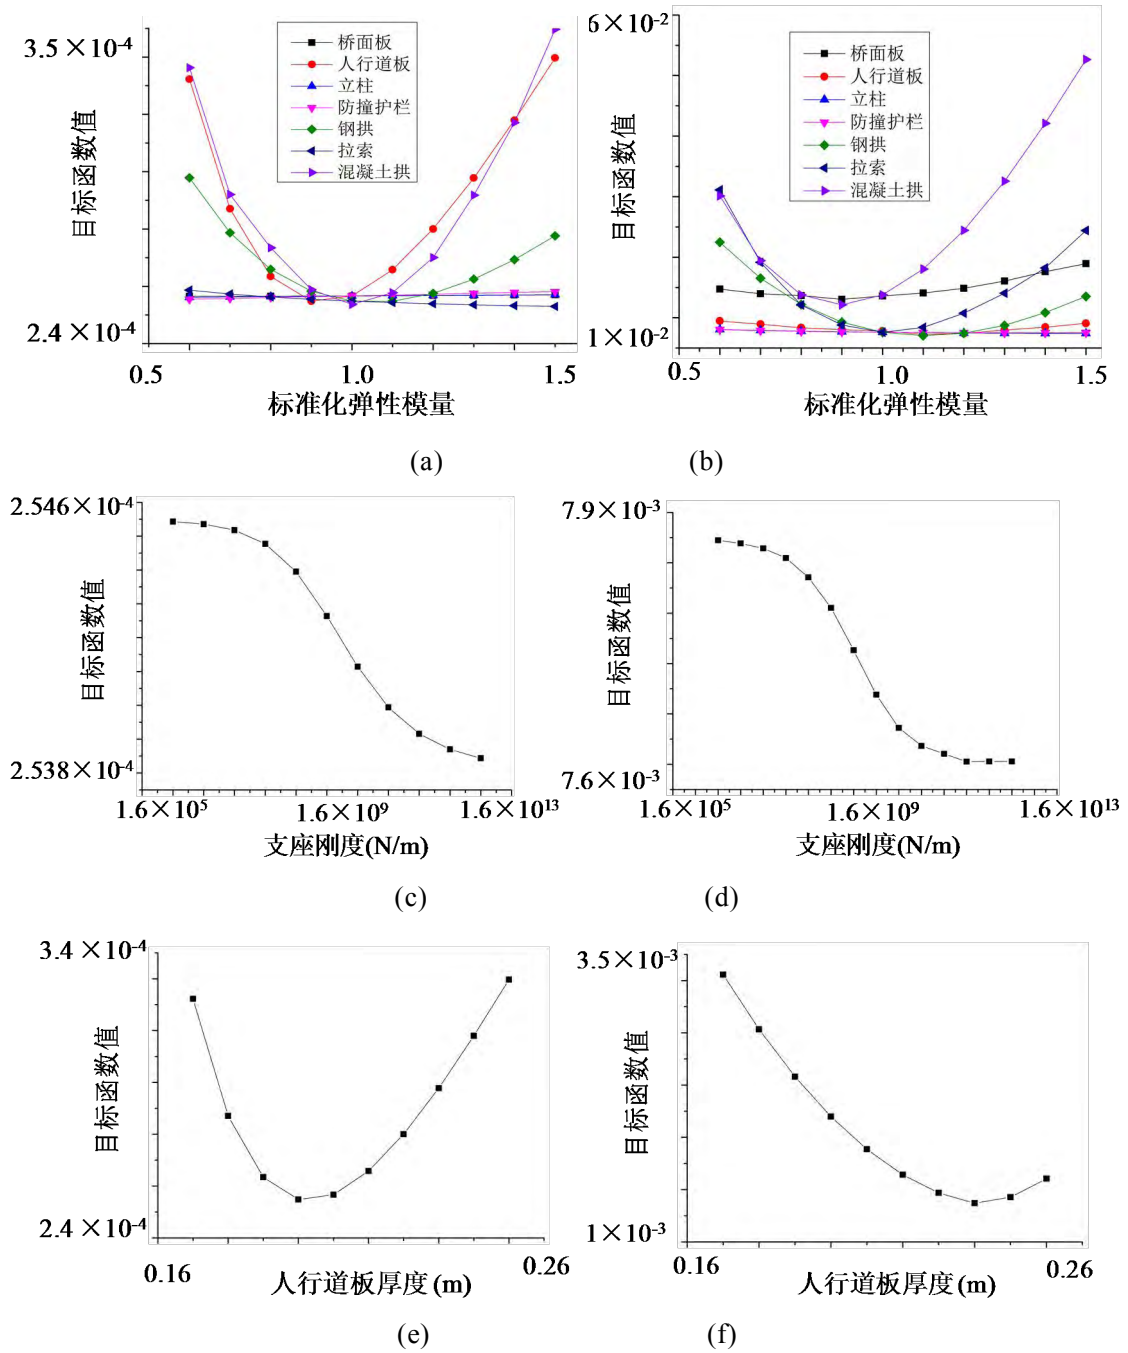 3.5×10-4
目标函数值
2.4×10-4
桥面板
人行道板
立柱
防撞护栏
钢拱
拉索
混凝土拱
0.5 1.0 1.5
标准化弹性模量
(a)
6×10-2
目标函数值
1×10-2
桥面板
人行道板
立柱
防撞护栏
钢拱
拉索
混凝土拱
0.5 1.0 1.5
标准化弹性模量
(b)
2.546×10-4
目标函数值
2.538×10-4
1.6×105 1.6×109 1.6×1013
支座刚度(N/m)
(c)
7.9×10-3
目标函数值
7.6×10-3
1.6×105 1.6×109 1.6×1013
支座刚度(N/m)
(d)
3.4×10-4
目标函数值
2.4×10-4
0.16 0.26
人行道板厚度(m)
(e)
3.5×10-3
目标函数值
1×10-3
0.16 0.26
人行道板厚度(m)
(f)